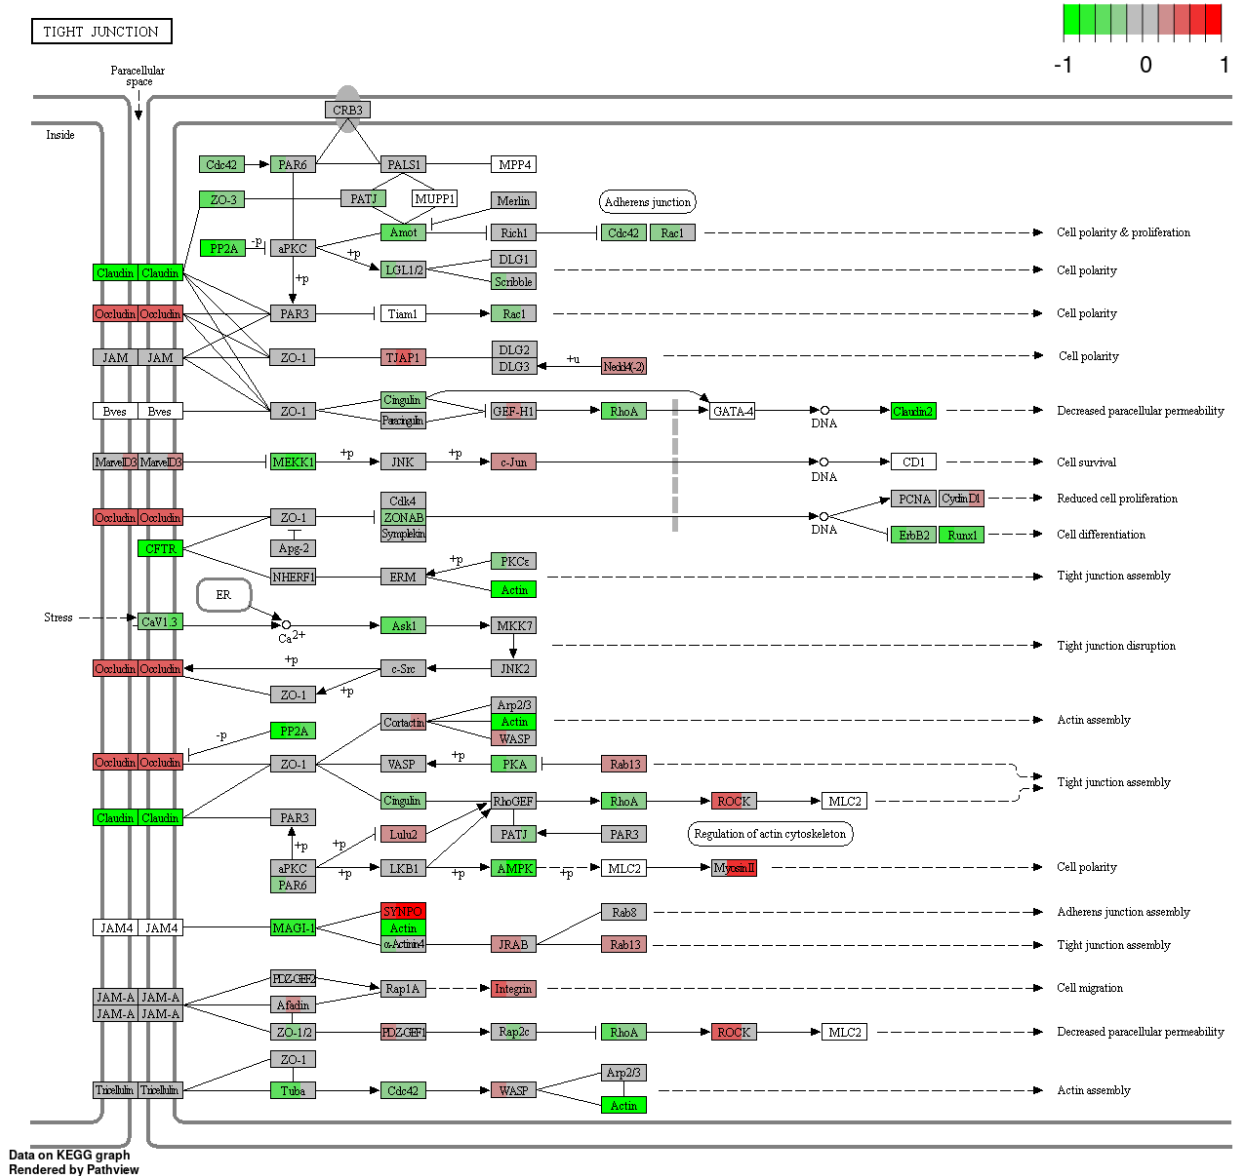 TIGHT JUNCTION
-1 0 1
Paracellular
space
Inside
CRB3
Cdc42 PAR6 PALS1 MPP4
ZO-3 PATJ MUPP1 Merlin Adherens junction
PP2A -p aPKC Amot Rich1 Cdc42 Rac1 Cell polarity & proliferation
+p
Claudin Claudin +p LGL1/2 DLG1 Cell polarity
Scribble
Occludin Occludin PAR3 Tiam1 Rac1 Cell polarity
JAM JAM ZO-1 TJAP1 DLG2 Cell polarity
DLG3 +u Nedd4(-2)
Bves Bves ZO-1 Cingulin GEF-H1 RhoA GATA-4 Claudin2 Decreased paracellular permeability
Paracingulin DNA
MarvelD3 MarvelD3 MEKK1 +p JNK +p c-Jun CD1 Cell survival
DNA
Cdk4 PCNA CyclinD1 Reduced cell proliferation
Occludin Occludin ZO-1 ZONAB
DNA
Symplekin ErbB2 Runx1 Cell differentiation
CFTR Apg-2
NHERF1 ERM +p PKCε Tight junction assembly
Actin
ER
Stress CaV1.3 Ca2+ Ask1 MKK7
Tight junction disruption
Occludin Occludin +p c-Src JNK2
ZO-1 +p
Arp2/3
Cortactin Actin Actin assembly
-p PP2A WASP
Occludin Occludin ZO-1 VASP +p PKA Rab13
Tight junction assembly
Cingulin RhoGEF RhoA ROCK MLC2
Claudin Claudin PAR3
+p +p Lulu2 PATJ PAR3 Regulation of actin cytoskeleton
aPKC +p LKB1 +p AMPK +p MLC2 MyosinII Cell polarity
PAR6
SYNPO Rab8 Adherens junction assembly
JAM4 JAM4 MAGI-1 Actin
α-Actinin4 JRAB Rab13 Tight junction assembly
PDZ-GEF2
JAM-A JAM-A Rap1A Integrin Cell migration
JAM-A JAM-A Afadin
ZO-1/2 PDZ-GEF1 Rap2c RhoA ROCK MLC2 Decreased paracellular permeability
ZO-1
Arp2/3
Tricellulin Tricellulin Tuba Cdc42 WASP Actin assembly
Actin
Data on KEGG graph
Rendered by Pathview